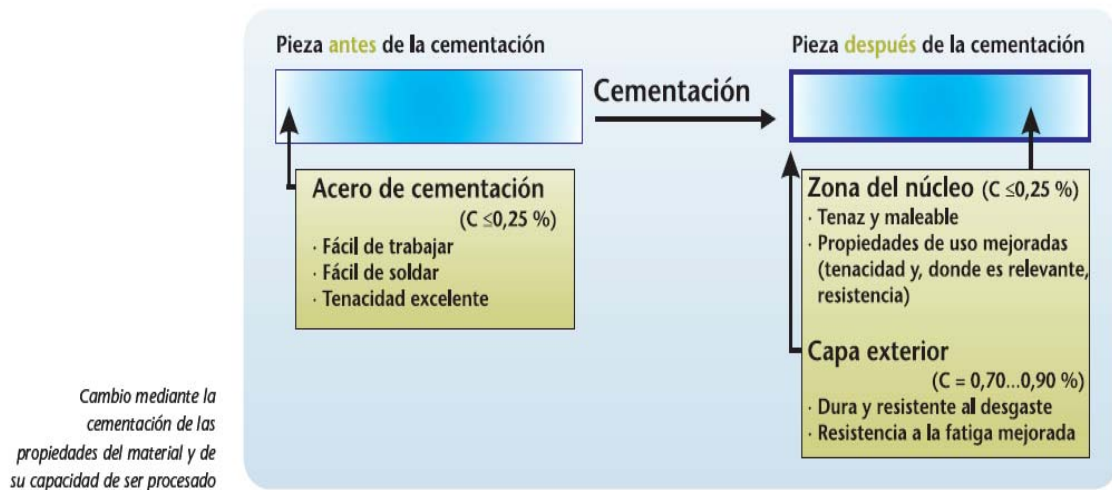 Pieza antes de la cementación
Cementación
Pieza después de la cementación
Acero de cementación
(C ≤0,25 %)
· Fácil de trabajar
· Fácil de soldar
· Tenacidad excelente
Zona del núcleo (C ≤0,25 %)
· Tenaz y maleable
· Propiedades de uso mejoradas
(tenacidad y, donde es relevante,
resistencia)
Capa exterior
(C = 0,70...0,90 %)
· Dura y resistente al desgaste
· Resistencia a la fatiga mejorada
Cambio mediante la
cementación de las
propiedades del material y de
su capacidad de ser procesado